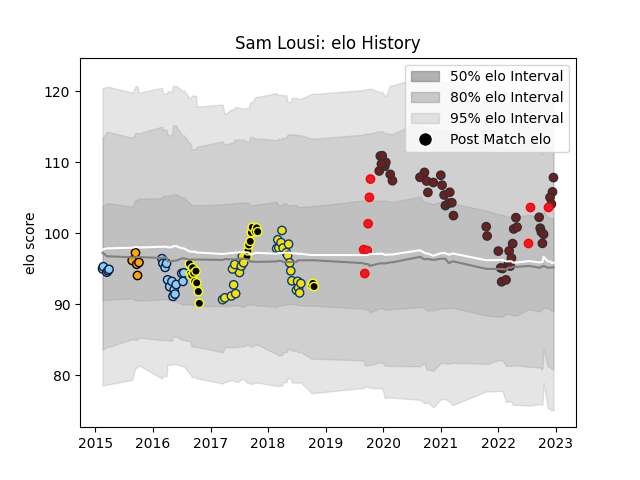 Sam Lousi: elo History
50% elo Interval
80% elo Interval
95% elo Interval
Post Match elo
elo score
120
110
100
90
80
2015 2016 2017 2018 2019 2020 2021 2022 2023